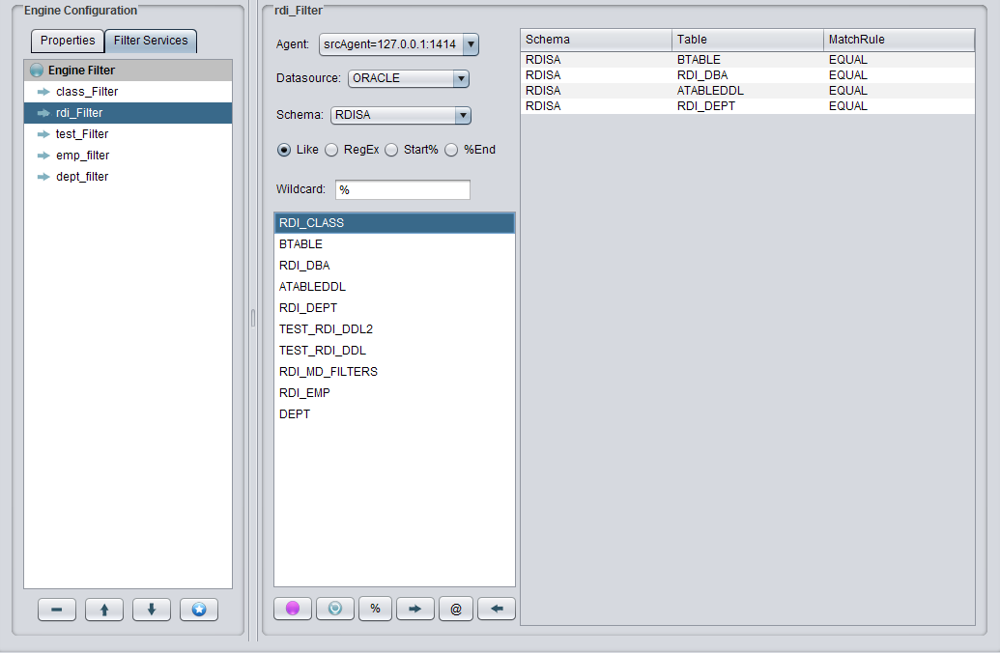 Engine Configuration
Properties
Filter Services
Engine Filter
class_Filter
rdi_Filter
test_Filter
emp_filter
dept_filter
rdi_Filter
Agent: srcAgent=127.0.0.1:1414
Datasource: ORACLE
Schema: RDISA
Like RegEx Start% %End
Wildcard: %
RDI_CLASS
BTABLE
RDI_DBA
ATABLEDDL
RDI_DEPT
TEST_RDI_DDL2
TEST_RDI_DDL
RDI_MD_FILTERS
RDI_EMP
DEPT
% @
Schema Table MatchRule
RDISA BTABLE EQUAL
RDISA RDI_DBA EQUAL
RDISA ATABLEDDL EQUAL
RDISA RDI_DEPT EQUAL